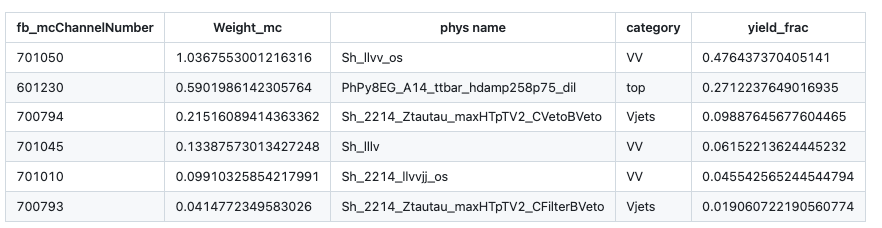 fb_mcChannelNumber Weight_mc phys name category yield_frac
701050 1.0367553001216316 Sh_llvv_os VV 0.476437370405141
601230 0.5901986142305764 PhPy8EG_A14_ttbar_hdamp258p75_dil top 0.2712237649016935
700794 0.21516089414363362 Sh_2214_Ztautau_maxHTpTV2_CVetoBVeto Vjets 0.09887645677604465
701045 0.13387573013427248 Sh_lllv VV 0.06152213624445232
701010 0.09910325854217991 Sh_2214_llvvjj_os VV 0.045542565244544794
700793 0.0414772349583026 Sh_2214_Ztautau_maxHTpTV2_CFilterBVeto Vjets 0.019060722190560774